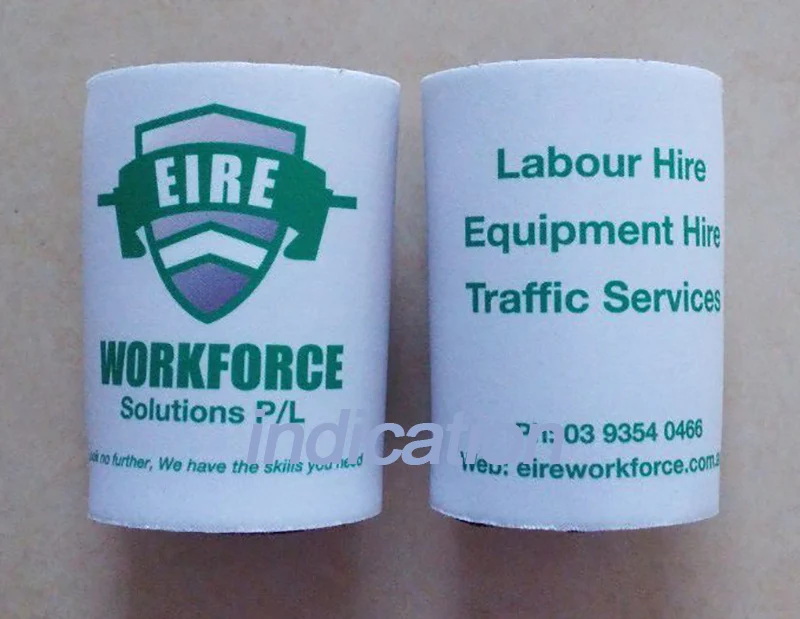 EIRE
WORKFORCE
Solutions P/L
no further, We have the skills you need
Labour Hire
Equipment Hire
Traffic Services
Ph: 03 9354 0466
Web: eireworkforce.com.a
indication